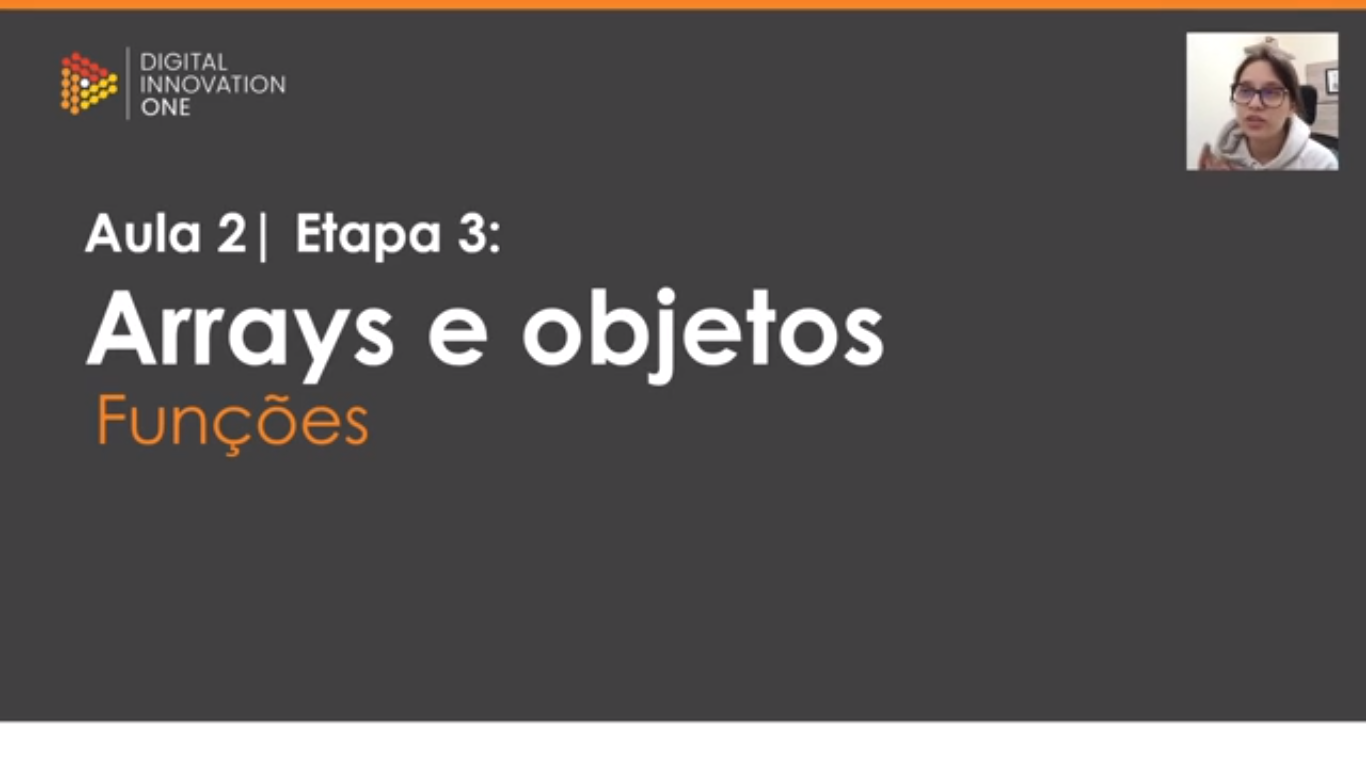 DIGITAL
INNOVATION
ONE
Aula 2| Etapa 3:
Arrays e objetos
Funções